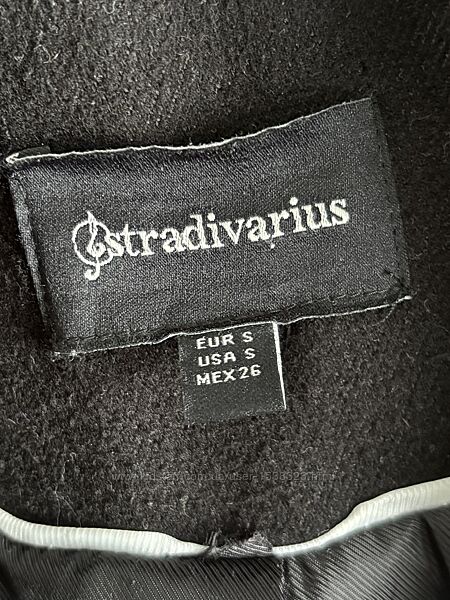 stradivarius
EUR S
USA S
MEX 26